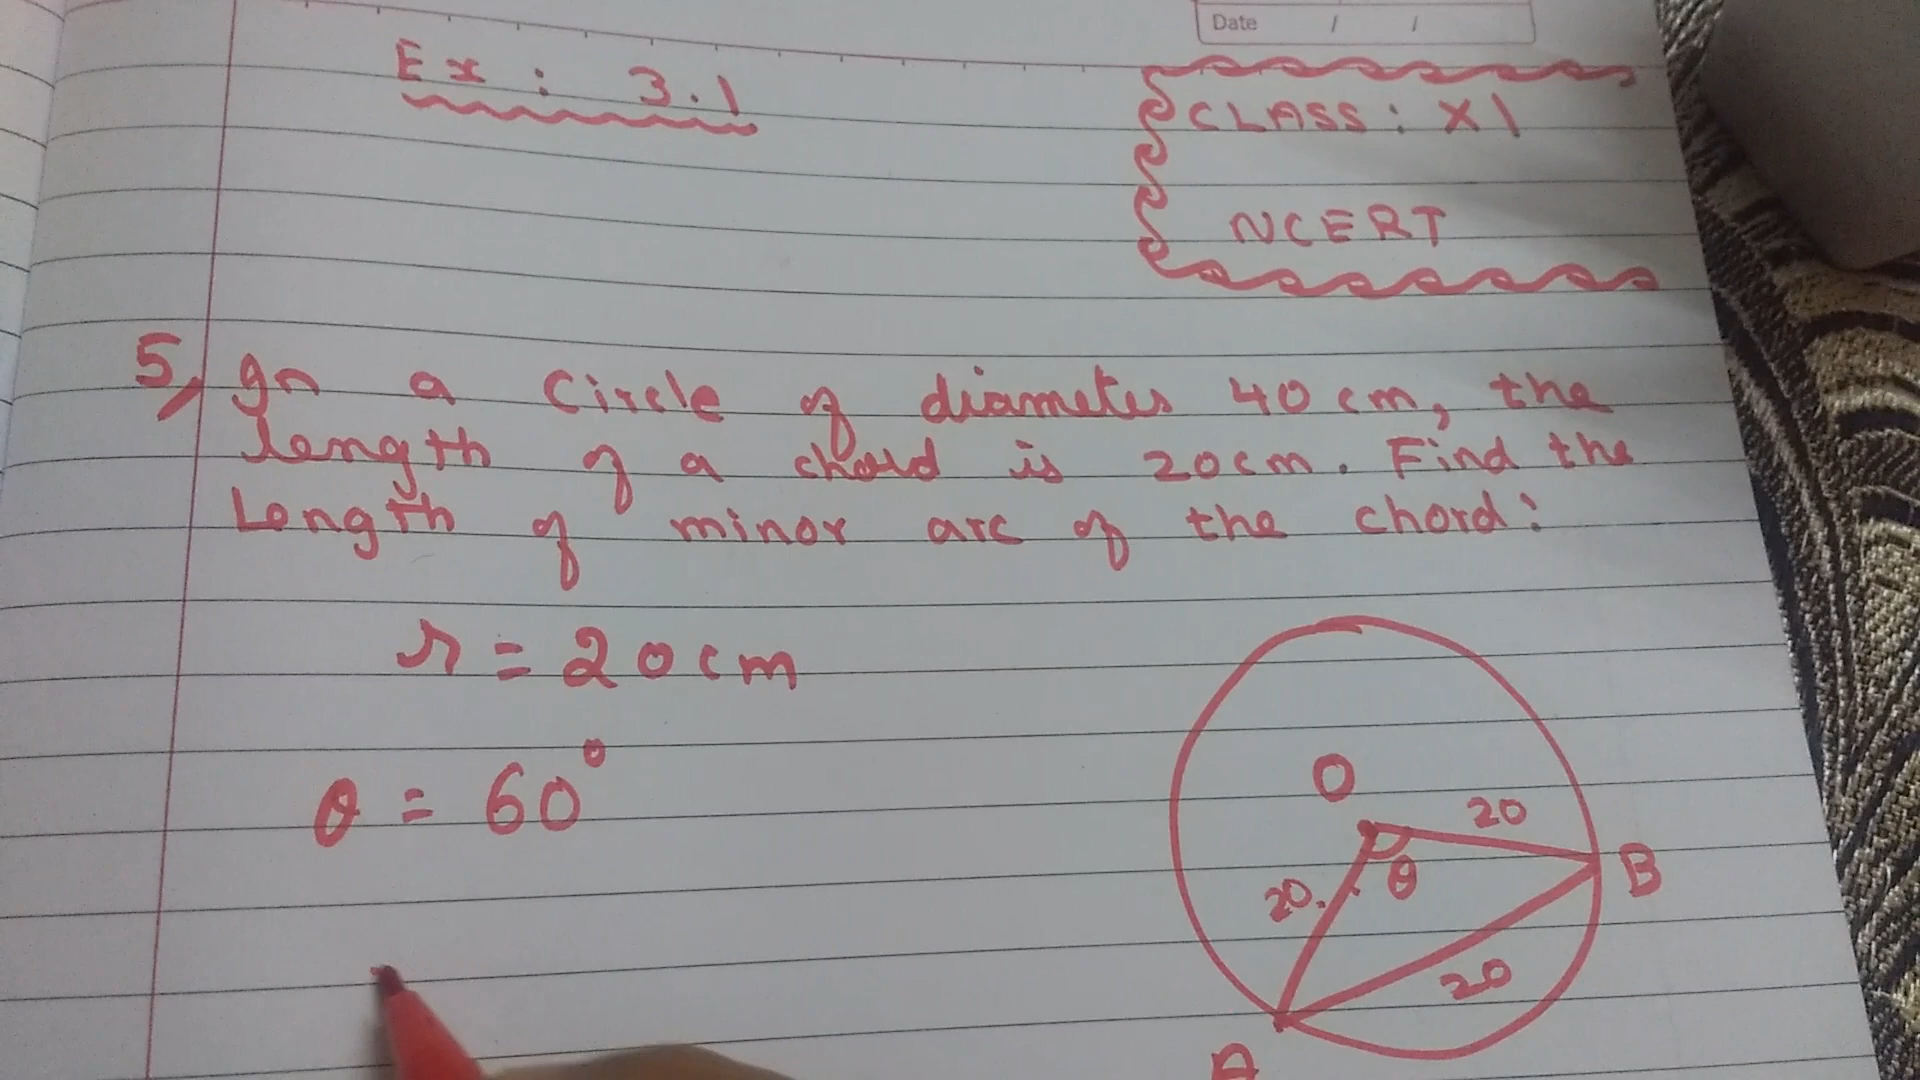 Date / /
Ex : 3.1
CLASS : XI
NCERT
5, In a circle of diameter 40 cm, the
length of a chord is 20cm. Find the
Length of minor arc of the chord:
r = 20cm
θ = 60°
O
20
B
20.
θ
20
A